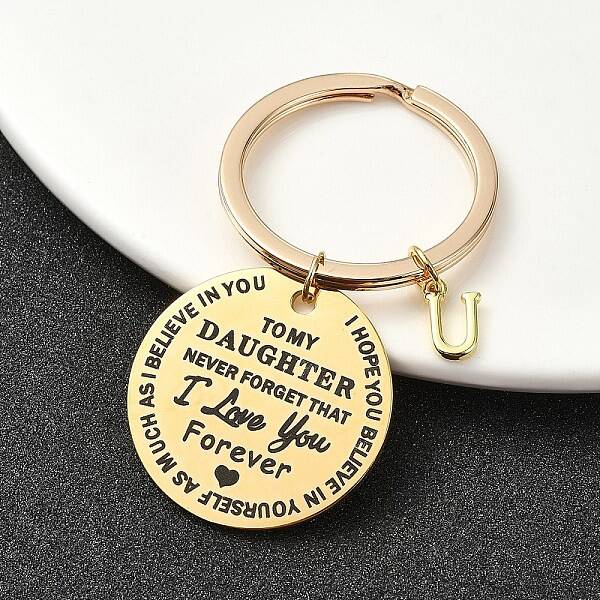 TO MY
DAUGHTER
NEVER FORGET THAT
I Love You
Forever
I HOPE YOU BELIEVE IN YOURSELF AS MUCH AS I BELIEVE IN YOU
U